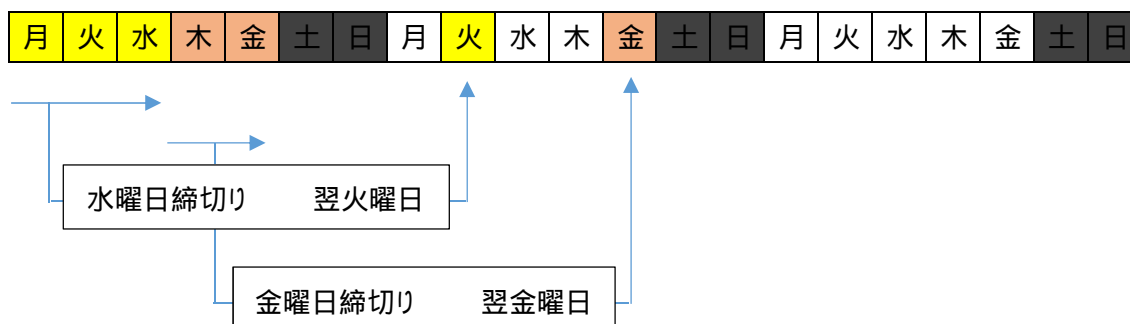 月 火 水 木 金 土 日 月 火 水 木 金 土 日 月 火 水 木 金 土 日
水曜日締切り 翌火曜日
金曜日締切り 翌金曜日